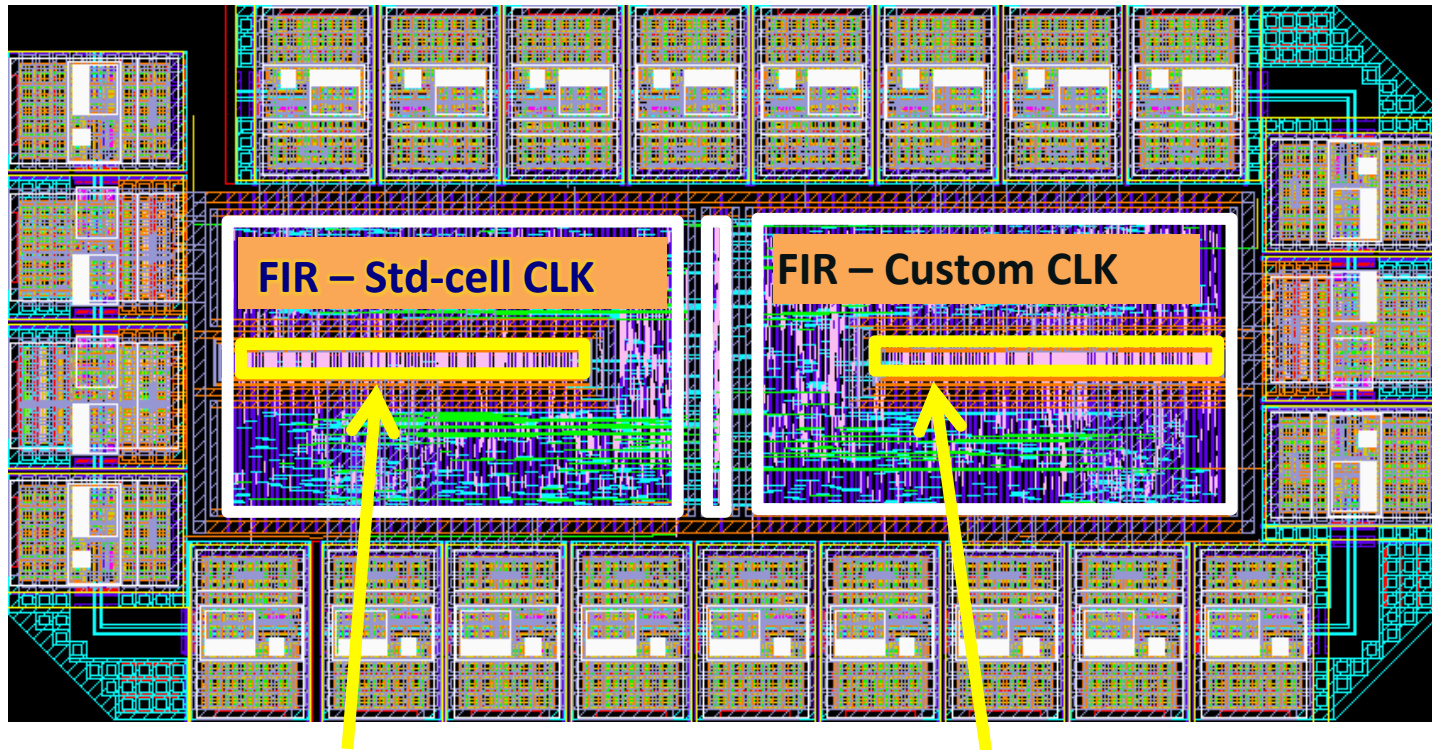 FIR – Std-cell CLK
FIR – Custom CLK